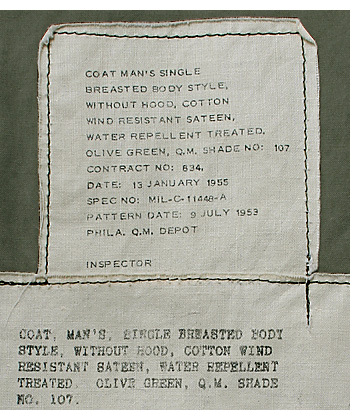 COAT MAN'S SINGLE
BREASTED BODY STYLE,
WITHOUT HOOD, COTTON
WIND RESISTANT SATEEN,
WATER REPELLENT TREATED.
OLIVE GREEN, Q.M. SHADE NO: 107
CONTRACT NO: 834,
DATE: 13 JANUARY 1955
SPEC NO: MIL-C-11448-A
PATTERN DATE: 9 JULY 1953
PHILA. Q.M. DEPOT
INSPECTOR
COAT, MAN'S, SINGLE BREASTED BODY
STYLE, WITHOUT HOOD, COTTON WIND
RESISTANT SATEEN, WATER REPELLENT
TREATED. OLIVE GREEN, Q.M. SHADE
NO. 107.